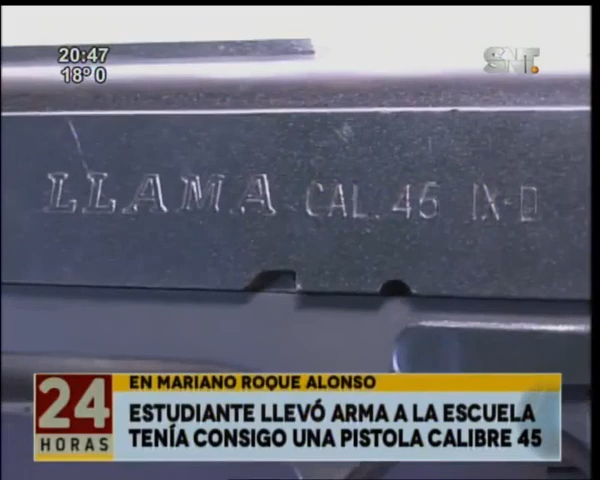 20:47
18º 0
SNT.
LLAMA CAL. 45 IX-D
EN MARIANO ROQUE ALONSO
24
HORAS
ESTUDIANTE LLEVÓ ARMA A LA ESCUELA
TENÍA CONSIGO UNA PISTOLA CALIBRE 45